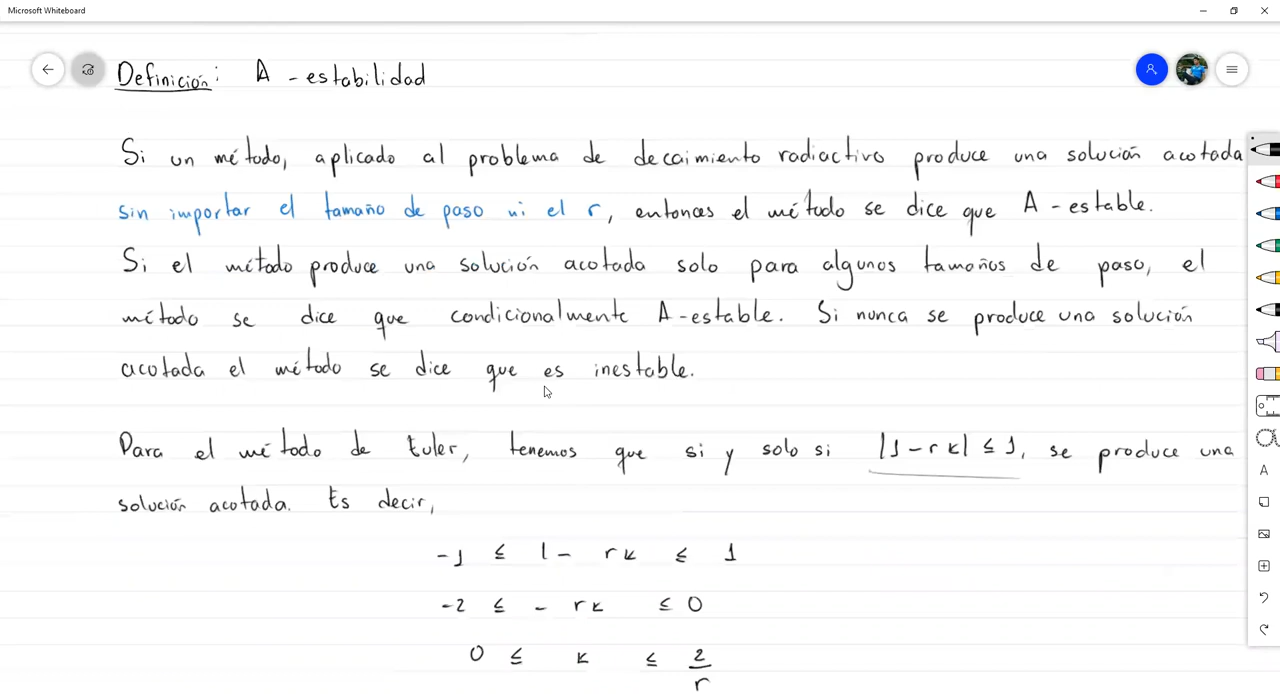 Microsoft Whiteboard
Definición: A - estabilidad
Si un método, aplicado al problema de decaimiento radiactivo produce una solución acotada
sin importar el tamaño de paso ni el r, entonces el método se dice que A - estable.
Si el método produce una solución acotada solo para algunos tamaños de paso, el
método se dice que condicionalmente A-estable. Si nunca se produce una solución
acotada el método se dice que es inestable.
Para el método de Euler, tenemos que si y solo si |1 - rk| ≤ 1, se produce una
solución acotada. Es decir,
-1 ≤ 1 - rk ≤ 1
-2 ≤ - rk ≤ 0
0 ≤ k ≤ 2/r
A